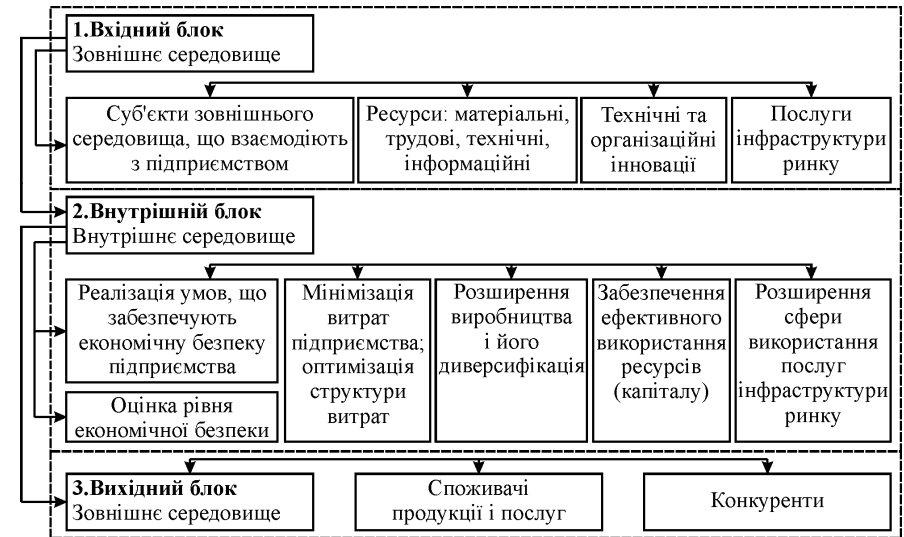 1.Вхідний блок
Зовнішнє середовище
Суб'єкти зовнішнього
середовища, що взаємодіють
з підприємством
Ресурси: матеріальні,
трудові, технічні,
інформаційні
Технічні та
організаційні
інновації
Послуги
інфраструктури
ринку
2.Внутрішній блок
Внутрішнє середовище
Реалізація умов, що
забезпечують
економічну безпеку
підприємства
Оцінка рівня
економічної безпеки
Мінімізація
витрат
підприємства;
оптимізація
структури
витрат
Розширення
виробництва
і його
диверсифікація
Забезпечення
ефективного
використання
ресурсів
(капіталу)
Розширення
сфери
використання
послуг
інфраструктури
ринку
3.Вихідний блок
Зовнішнє середовище
Споживачі
продукції і послуг
Конкуренти